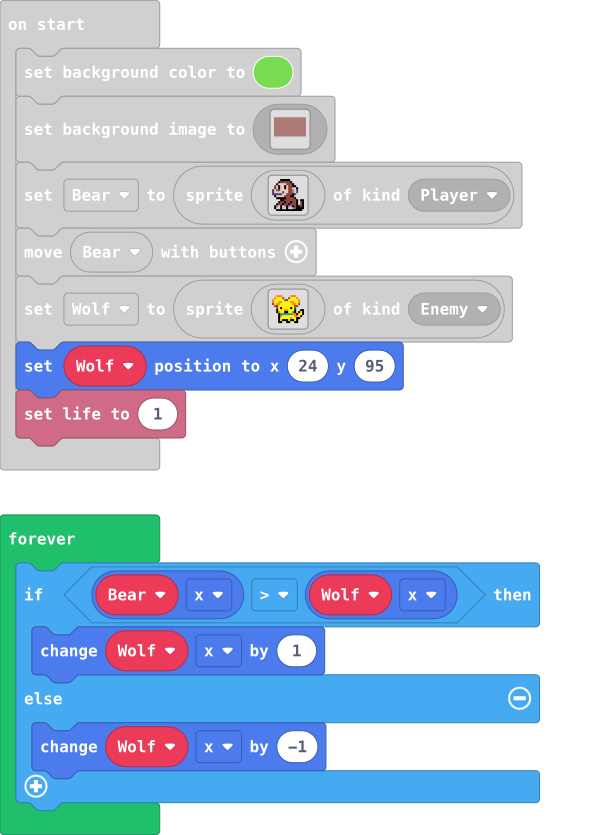 on start
set background color to
set background image to
set Bear to sprite of kind Player
move Bear with buttons
set Wolf to sprite of kind Enemy
set Wolf position to x 24 y 95
set life to 1
forever
if Bear x > Wolf x then
change Wolf x by 1
else
change Wolf x by -1